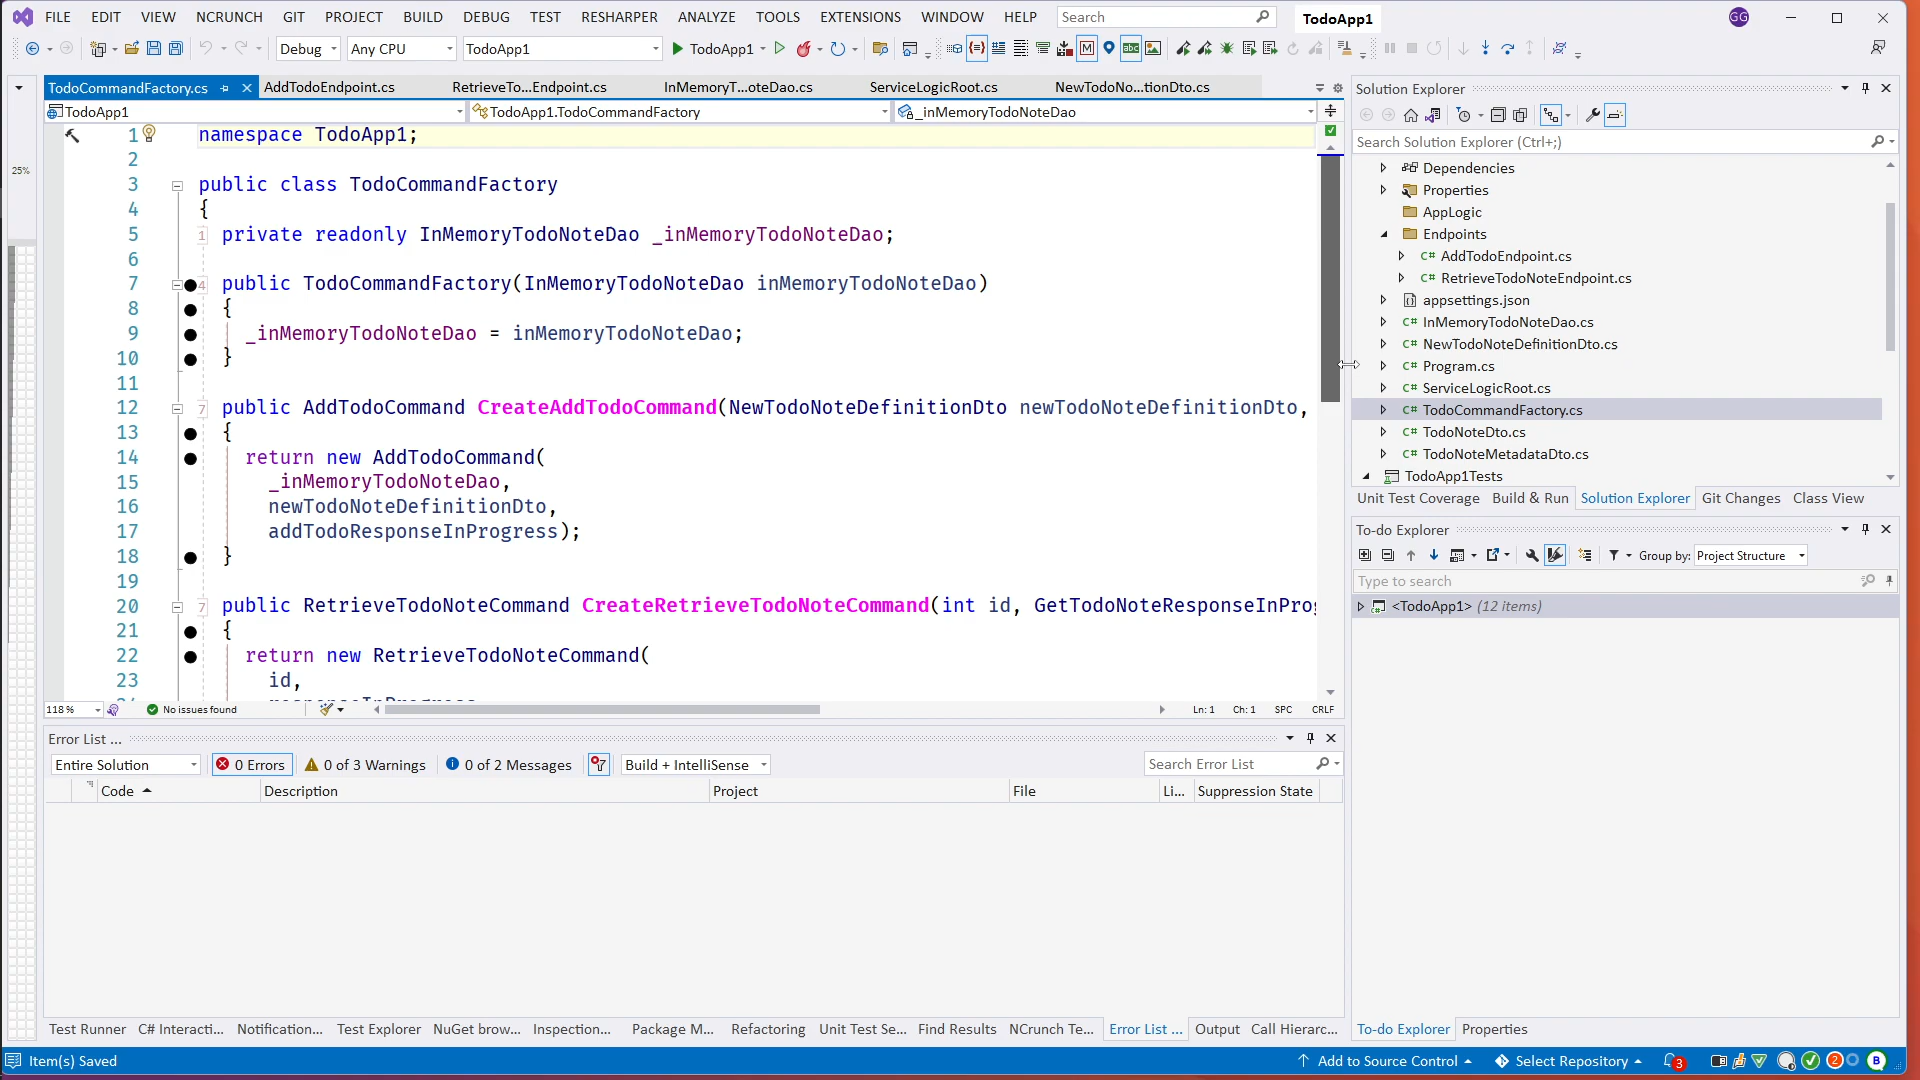 FILE EDIT VIEW NCRUNCH GIT PROJECT BUILD DEBUG TEST RESHARPER ANALYZE TOOLS EXTENSIONS WINDOW HELP Search TodoApp1 GG
Debug Any CPU TodoApp1 TodoApp1
TodoCommandFactory.cs AddTodoEndpoint.cs RetrieveTo...Endpoint.cs InMemoryT...oteDao.cs ServiceLogicRoot.cs NewTodoNo...tionDto.cs
TodoApp1 TodoApp1.TodoCommandFactory _inMemoryTodoNoteDao
25%
1 namespace TodoApp1;
2
3 public class TodoCommandFactory
4 {
5 1 private readonly InMemoryTodoNoteDao _inMemoryTodoNoteDao;
6
7 4 public TodoCommandFactory(InMemoryTodoNoteDao inMemoryTodoNoteDao)
8 {
9 _inMemoryTodoNoteDao = inMemoryTodoNoteDao;
10 }
11
12 7 public AddTodoCommand CreateAddTodoCommand(NewTodoNoteDefinitionDto newTodoNoteDefinitionDto,
13 {
14 return new AddTodoCommand(
15 _inMemoryTodoNoteDao,
16 newTodoNoteDefinitionDto,
17 addTodoResponseInProgress);
18 }
19
20 7 public RetrieveTodoNoteCommand CreateRetrieveTodoNoteCommand(int id, GetTodoNoteResponseInPro
21 {
22 return new RetrieveTodoNoteCommand(
23 id,
118 % No issues found Ln: 1 Ch: 1 SPC CRLF
Error List ...
Entire Solution 0 Errors 0 of 3 Warnings 0 of 2 Messages Build + IntelliSense Search Error List
Code Description Project File Li... Suppression State
Test Runner C# Interacti... Notification... Test Explorer NuGet brow... Inspection... Package M... Refactoring Unit Test Se... Find Results NCrunch Te... Error List ... Output Call Hierarc...
Solution Explorer
Search Solution Explorer (Ctrl+;)
Dependencies
Properties
AppLogic
Endpoints
C# AddTodoEndpoint.cs
C# RetrieveTodoNoteEndpoint.cs
appsettings.json
C# InMemoryTodoNoteDao.cs
C# NewTodoNoteDefinitionDto.cs
C# Program.cs
C# ServiceLogicRoot.cs
C# TodoCommandFactory.cs
C# TodoNoteDto.cs
C# TodoNoteMetadataDto.cs
TodoApp1Tests
Unit Test Coverage Build & Run Solution Explorer Git Changes Class View
To-do Explorer
Group by: Project Structure
Type to search
<TodoApp1> (12 items)
To-do Explorer Properties
Item(s) Saved Add to Source Control Select Repository 3 2 B